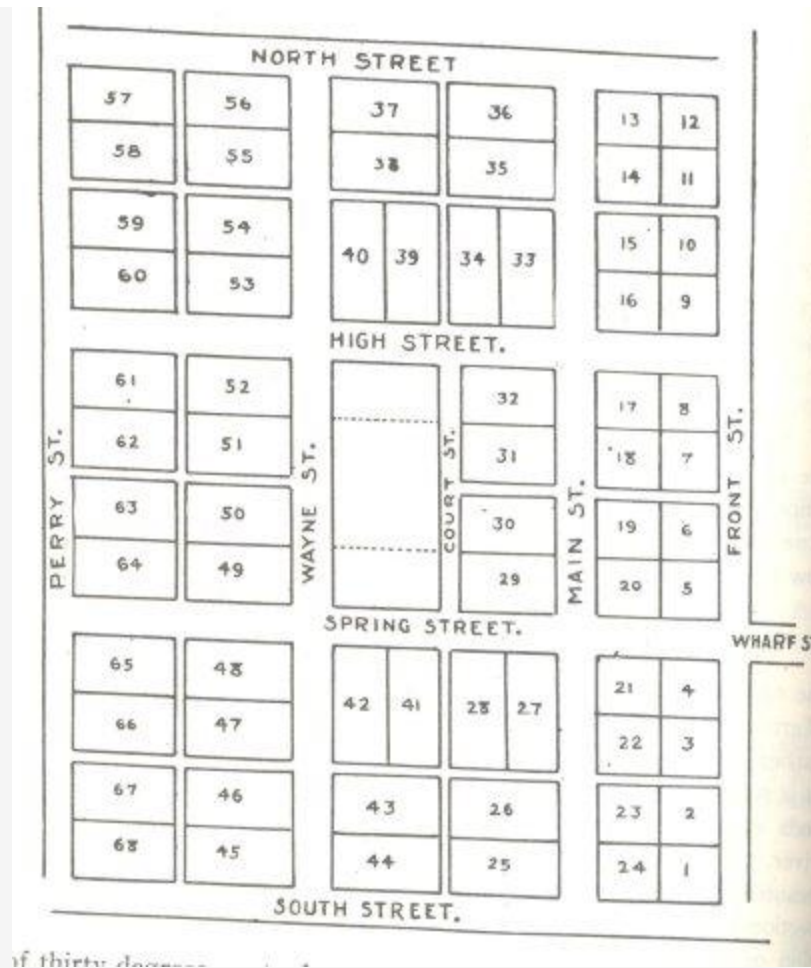 NORTH STREET
57 56 37 36 13 12
58 55 38 35 14 11
59 54 40 39 34 33 15 10
60 53 16 9
HIGH STREET.
61 52 32 17 8
62 51 31 18 7
PERRY ST.
WAYNE ST.
COURT ST.
MAIN ST.
FRONT ST.
63 50 30 19 6
64 49 29 20 5
SPRING STREET.
WHARF S
65 48 42 41 28 27 21 4
66 47 22 3
67 46 43 26 23 2
68 45 44 25 24 1
SOUTH STREET.
of thirty degrees